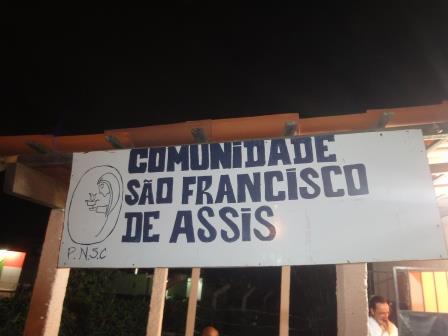 COMUNIDADE
SÃO FRANCISCO
DE ASSIS
P.N.S.C